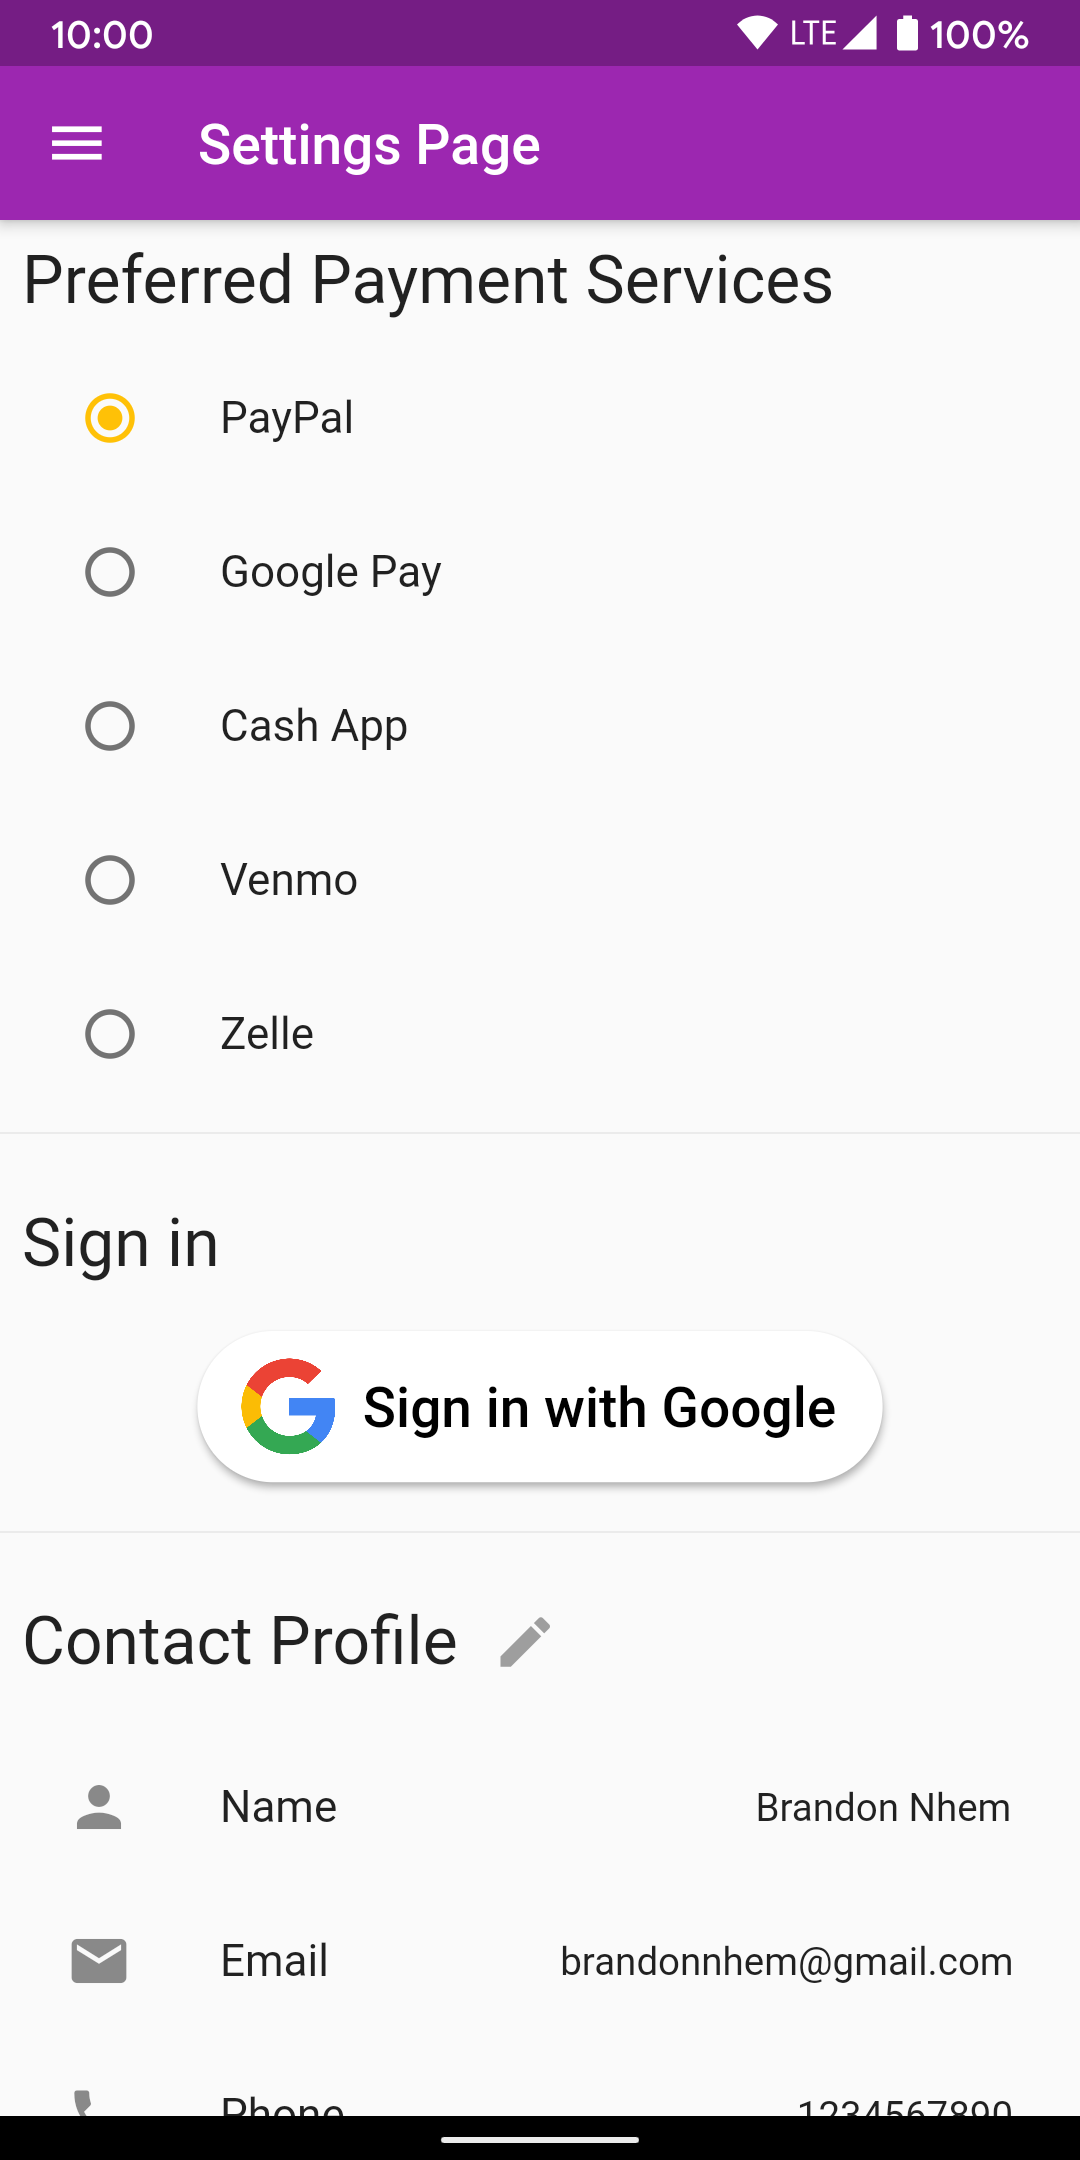 10:00 LTE 100%
Settings Page
Preferred Payment Services
PayPal
Google Pay
Cash App
Venmo
Zelle
Sign in
Sign in with Google
Contact Profile
Name Brandon Nhem
Email brandonnhem@gmail.com
Phone 1234567890